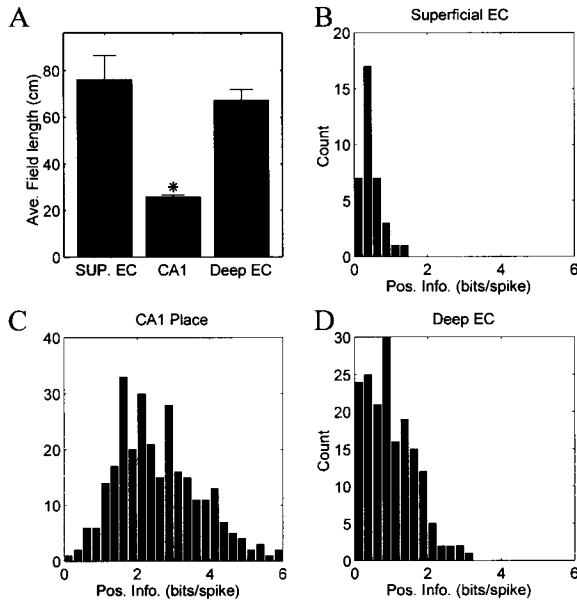 A
Ave. Field length (cm)
80
60
40
20
0
*
SUP. EC CA1 Deep EC
B
Superficial EC
Count
20
15
10
5
0
0 2 4 6
Pos. Info. (bits/spike)
C
CA1 Place
40
30
20
10
0
0 2 4 6
Pos. Info. (bits/spike)
D
Deep EC
Count
30
25
20
15
10
5
0
0 2 4 6
Pos. Info. (bits/spike)